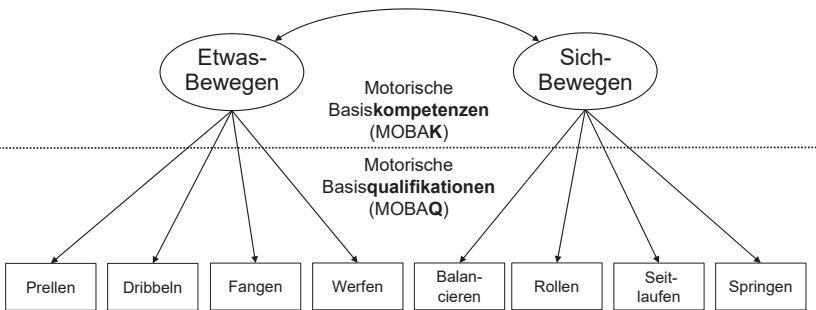 Etwas-
Bewegen
Sich-
Bewegen
Motorische
Basiskompetenzen
(MOBAK)
Motorische
Basisqualifikationen
(MOBAQ)
Prellen
Dribbeln
Fangen
Werfen
Balan-
cieren
Rollen
Seit-
laufen
Springen